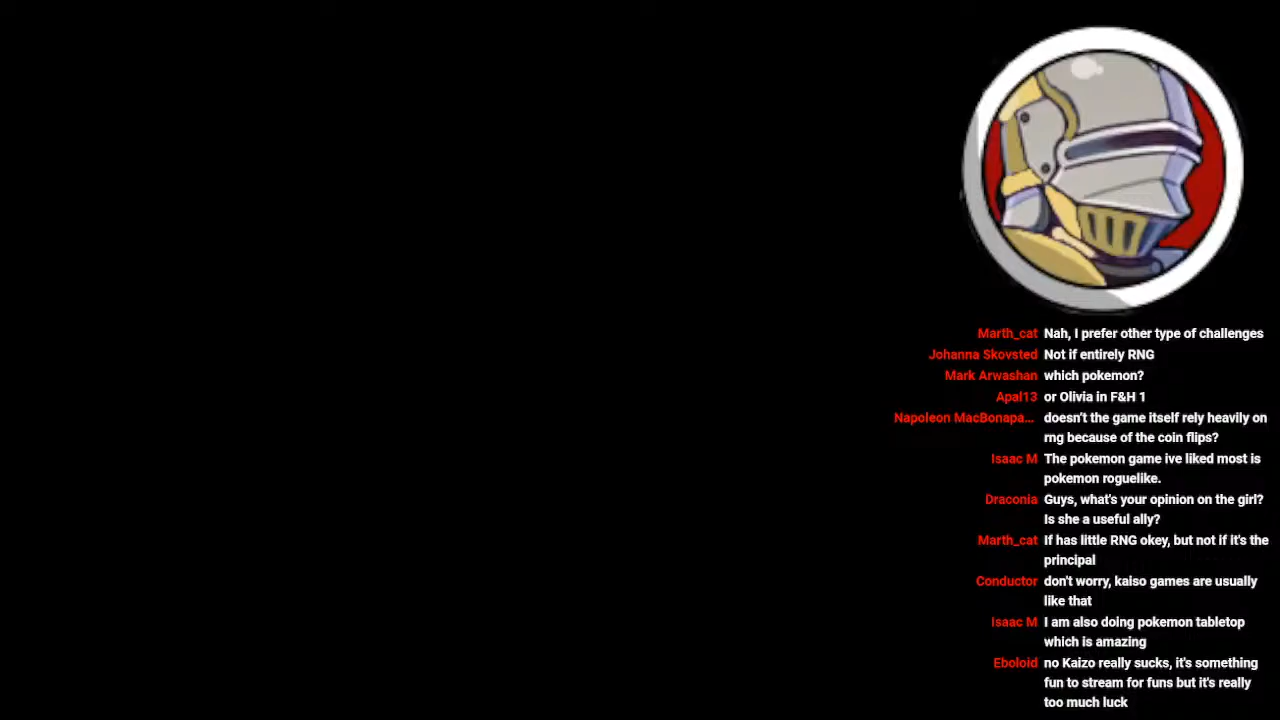 Marth_cat Nah, I prefer other type of challenges
Johanna Skovsted Not if entirely RNG
Mark Arwashan which pokemon?
Apal13 or Olivia in F&H 1
Napoleon MacBonapa... doesn't the game itself rely heavily on
rng because of the coin flips?
Isaac M The pokemon game ive liked most is
pokemon roguelike.
Draconia Guys, what's your opinion on the girl?
Is she a useful ally?
Marth_cat If has little RNG okey, but not if it's the
principal
Conductor don't worry, kaiso games are usually
like that
Isaac M I am also doing pokemon tabletop
which is amazing
Eboloid no Kaizo really sucks, it's something
fun to stream for funs but it's really
too much luck